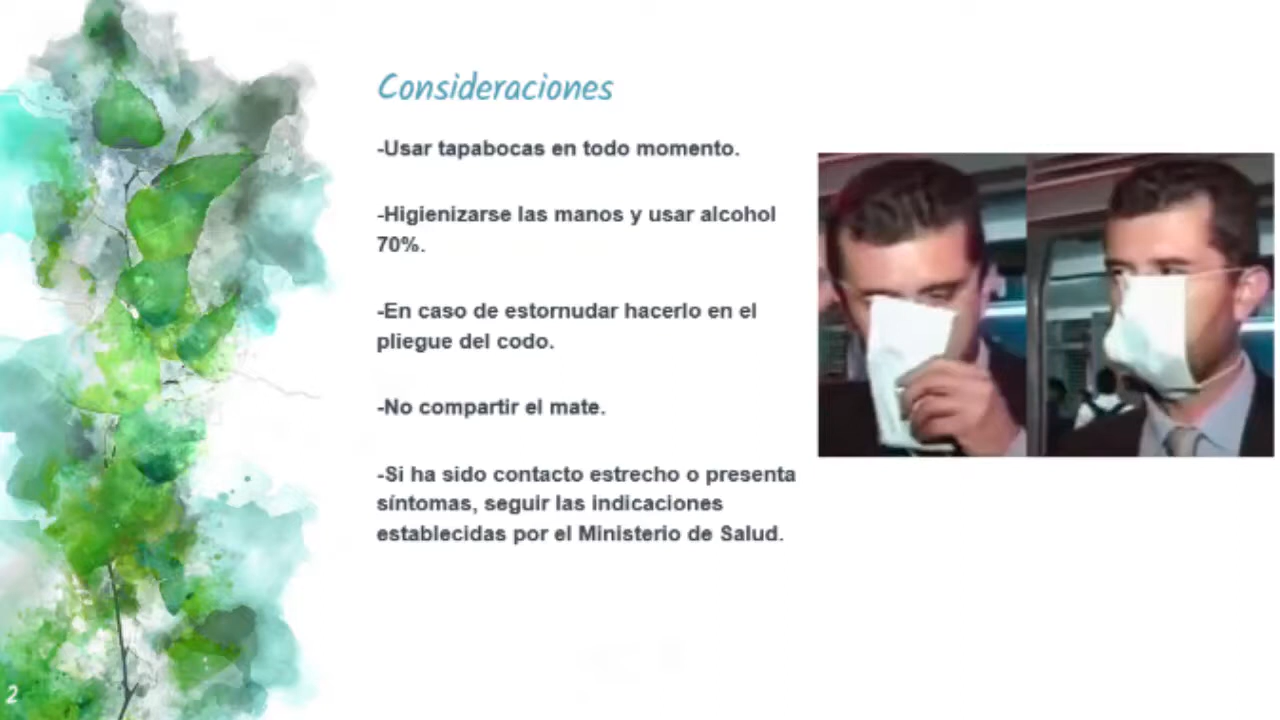 Consideraciones
-Usar tapabocas en todo momento.
-Higienizarse las manos y usar alcohol
70%.
-En caso de estornudar hacerlo en el
pliegue del codo.
-No compartir el mate.
-Si ha sido contacto estrecho o presenta
síntomas, seguir las indicaciones
establecidas por el Ministerio de Salud.
2